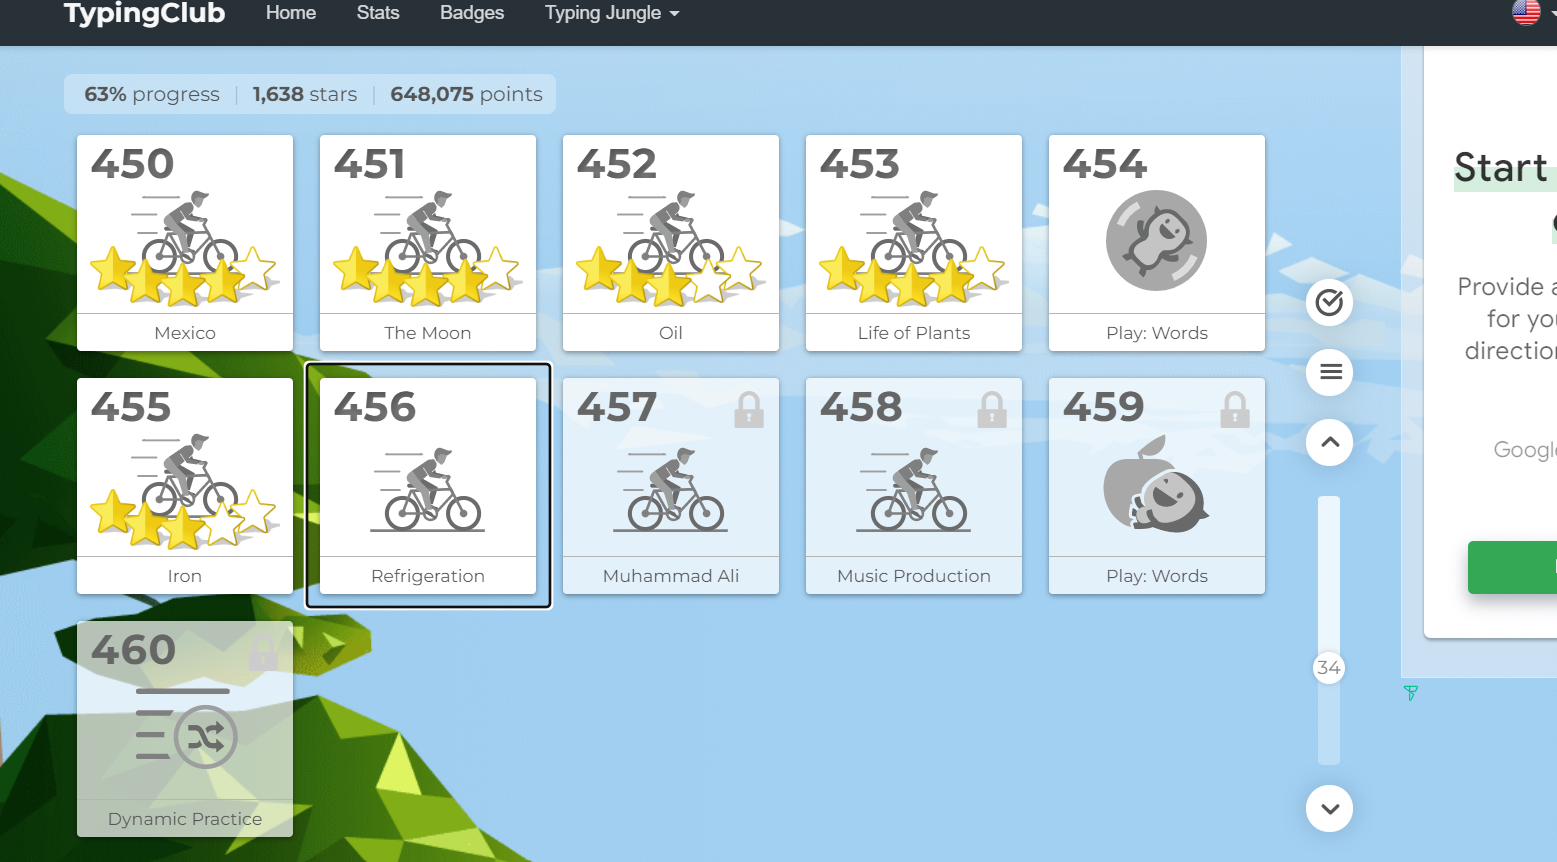 TypingClub Home Stats Badges Typing Jungle
63% progress 1,638 stars 648,075 points
450 451 452 453 454
Mexico The Moon Oil Life of Plants Play: Words
455 456 457 458 459
Iron Refrigeration Muhammad Ali Music Production Play: Words
460
Dynamic Practice
34
Start
Provide
for you
direction
Google